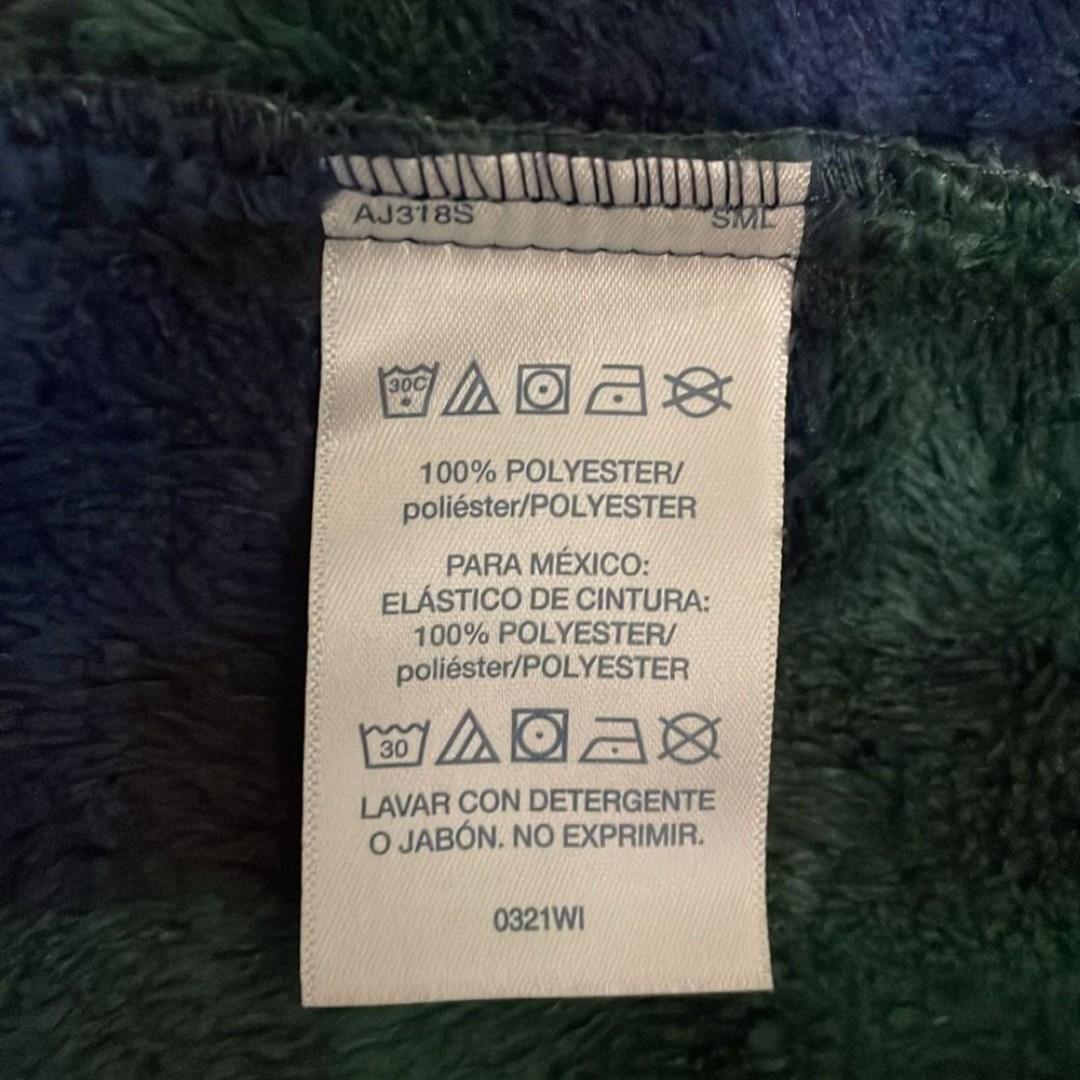 AJ318S SML
30C
100% POLYESTER/
poliéster/POLYESTER
PARA MÉXICO:
ELÁSTICO DE CINTURA:
100% POLYESTER/
poliéster/POLYESTER
30
LAVAR CON DETERGENTE
O JABÓN. NO EXPRIMIR.
0321WI